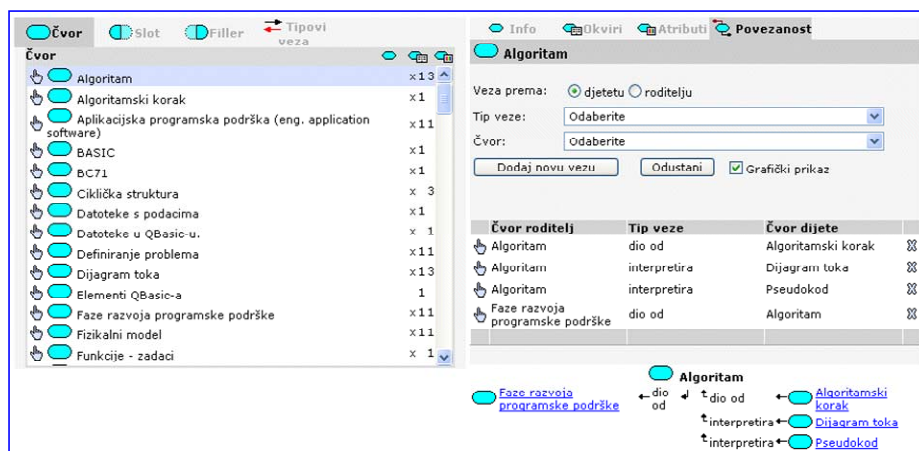 Čvor Slot Filler Tipovi veza
Čvor
Algoritam x13
Algoritamski korak x1
Aplikacijska programska podrška (eng. application software) x11
BASIC x1
BC71 x1
Ciklička struktura x 3
Datoteke s podacima x1
Datoteke u QBasic-u. x 1
Definiranje problema x11
Dijagram toka x13
Elementi QBasic-a 1
Faze razvoja programske podrške x11
Fizikalni model x11
Funkcije - zadaci x 1
Info Okviri Atributi Povezanost
Algoritam
Veza prema: djetetu roditelju
Tip veze: Odaberite
Čvor: Odaberite
Dodaj novu vezu Odustani Grafički prikaz
Čvor roditelj Tip veze Čvor dijete
Algoritam dio od Algoritamski korak
Algoritam interpretira Dijagram toka
Algoritam interpretira Pseudokod
Faze razvoja programske podrške dio od Algoritam
Algoritam
Faze razvoja programske podrške dio od dio od Algoritamski korak
interpretira Dijagram toka
interpretira Pseudokod